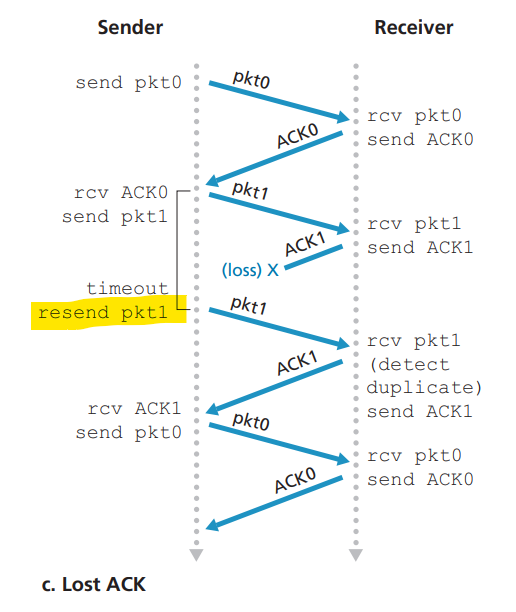 Sender
Receiver
send pkt0
pkt0
rcv pkt0
send ACK0
ACK0
rcv ACK0
send pkt1
pkt1
rcv pkt1
send ACK1
ACK1
(loss) X
timeout
resend pkt1
pkt1
rcv pkt1
(detect
duplicate)
send ACK1
ACK1
rcv ACK1
send pkt0
pkt0
rcv pkt0
send ACK0
ACK0
c. Lost ACK